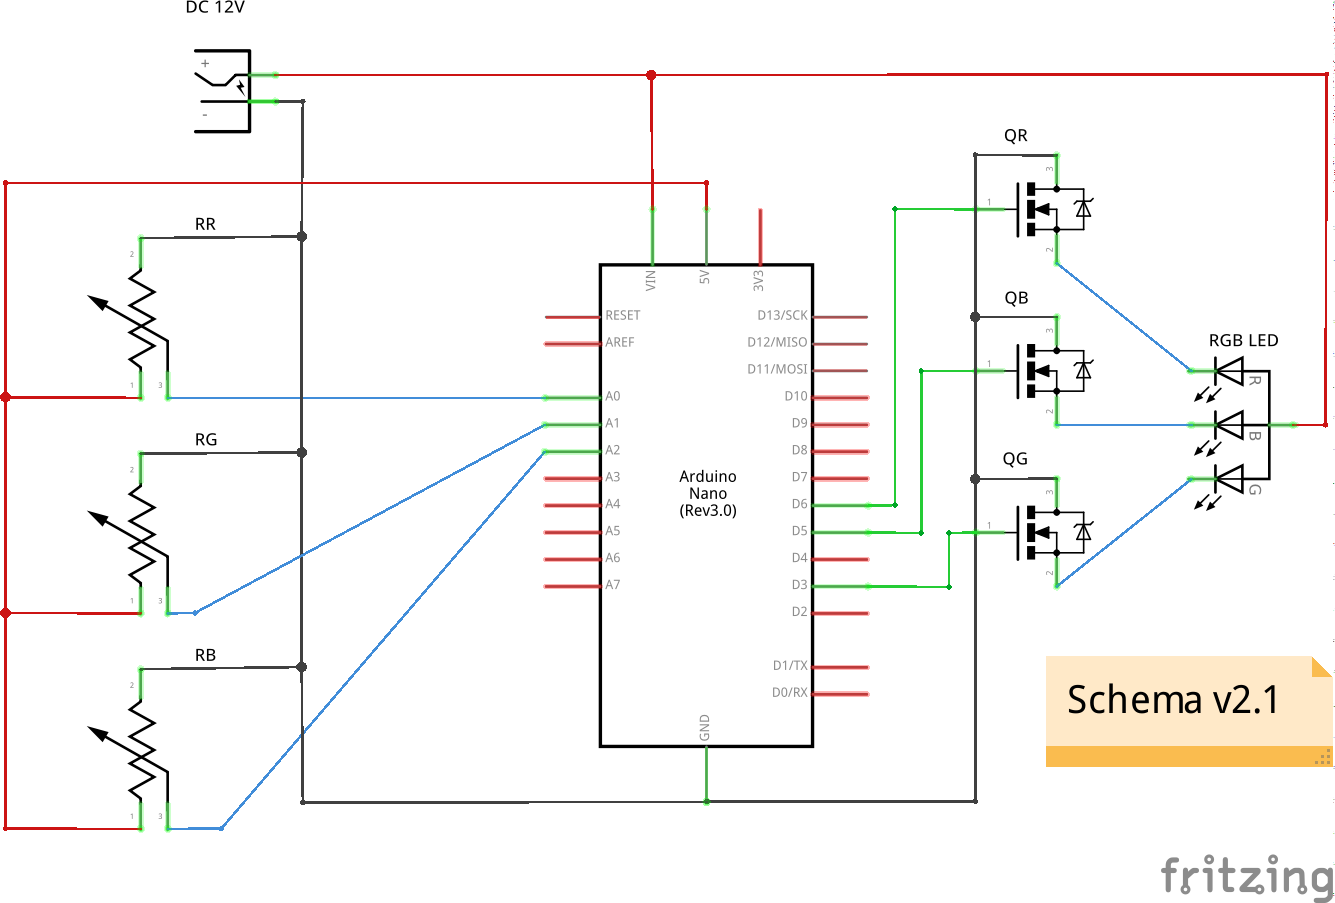 DC 12V
+
-
QR
3
1
2
RR
2
1
3
VIN
5V
3V3
RESET
AREF
A0
A1
A2
A3
A4
A5
A6
A7
D13/SCK
D12/MISO
D11/MOSI
D10
D9
D8
D7
D6
D5
D4
D3
D2
D1/TX
D0/RX
Arduino
Nano
(Rev3.0)
GND
QB
3
1
2
RGB LED
R
B
G
RG
2
1
3
QG
3
1
2
RB
2
1
3
Schema v2.1
fritzing